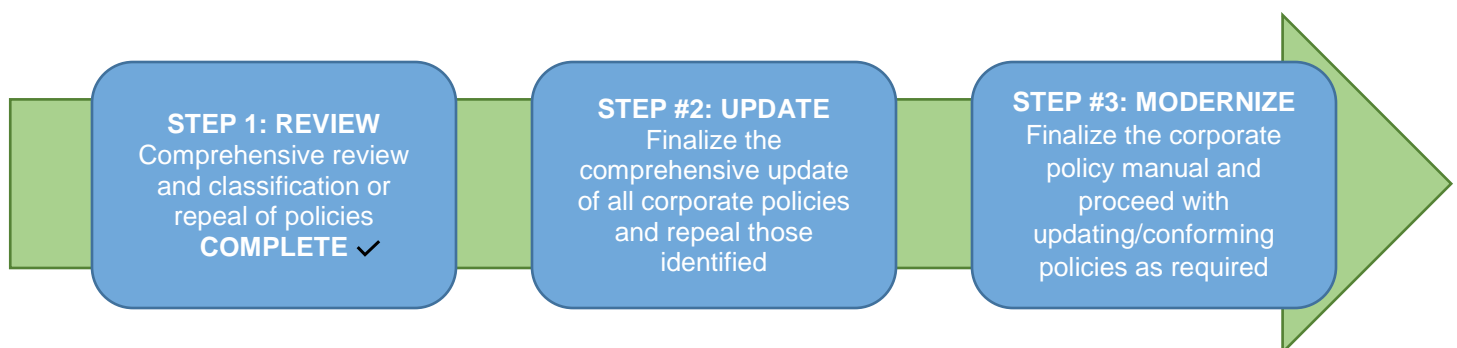 STEP 1: REVIEW
Comprehensive review
and classification or
repeal of policies
COMPLETE ✓
STEP #2: UPDATE
Finalize the
comprehensive update
of all corporate policies
and repeal those
identified
STEP #3: MODERNIZE
Finalize the corporate
policy manual and
proceed with
updating/conforming
policies as required